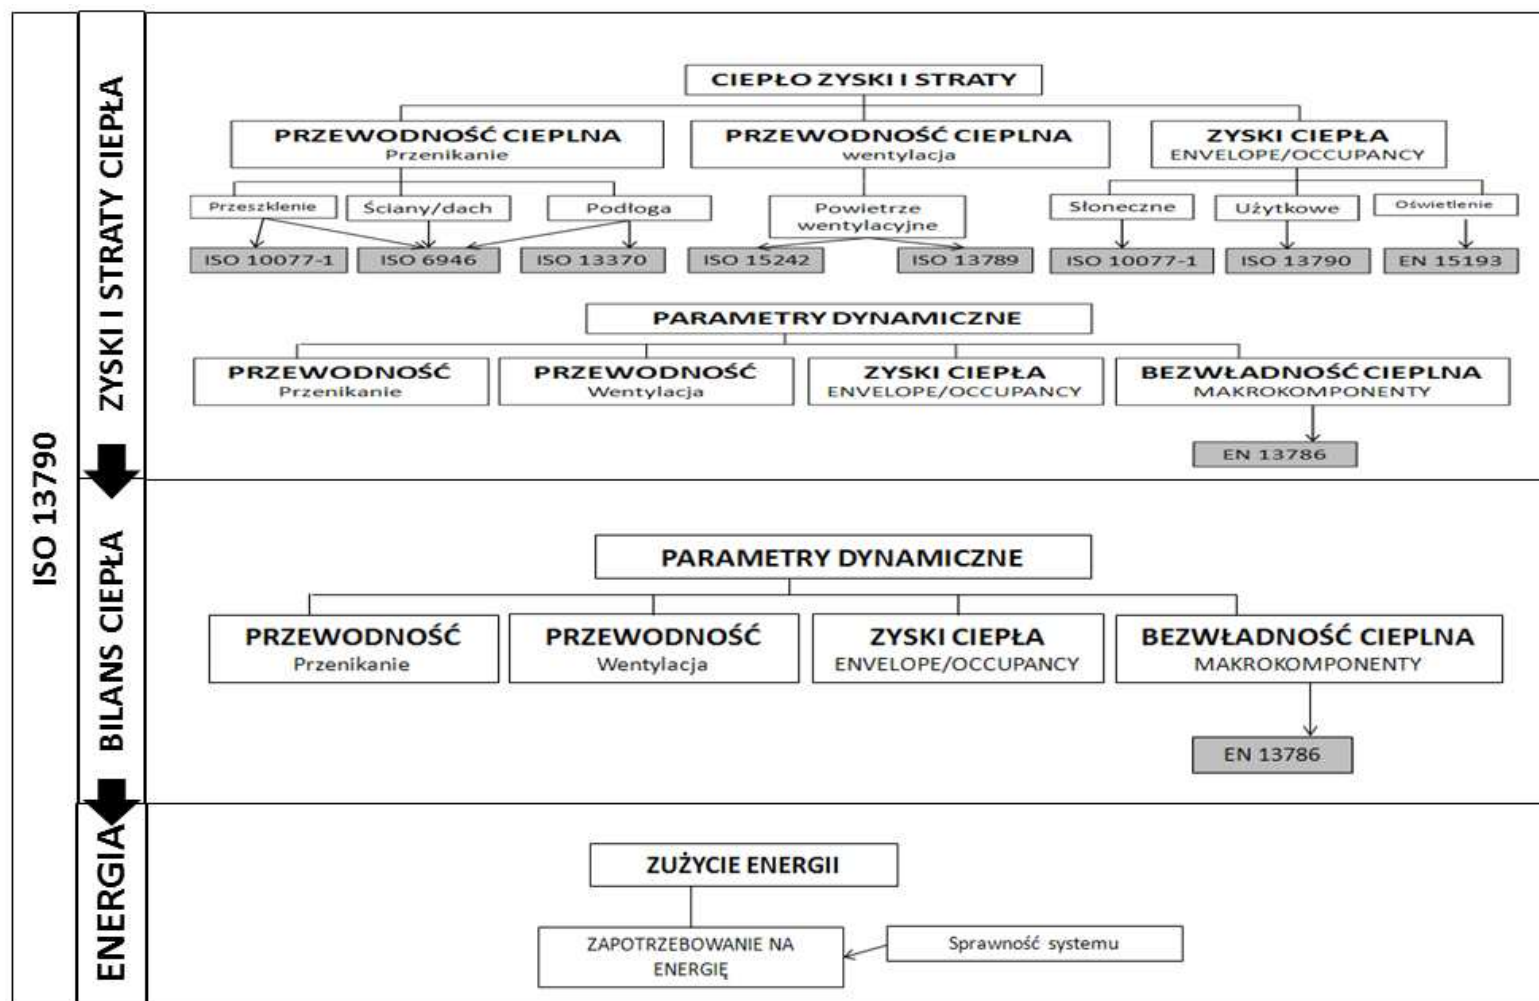 ISO 13790
ZYSKI I STRATY CIEPŁA
CIEPŁO ZYSKI I STRATY
PRZEWODNOŚĆ CIEPLNA
Przenikanie
PRZEWODNOŚĆ CIEPLNA
wentylacja
ZYSKI CIEPŁA
ENVELOPE/OCCUPANCY
Przeszklenie
Ściany/dach
Podłoga
Powietrze
wentylacyjne
Słoneczne
Użytkowe
Oświetlenie
ISO 10077-1
ISO 6946
ISO 13370
ISO 15242
ISO 13789
ISO 10077-1
ISO 13790
EN 15193
PARAMETRY DYNAMICZNE
PRZEWODNOŚĆ
Przenikanie
PRZEWODNOŚĆ
Wentylacja
ZYSKI CIEPŁA
ENVELOPE/OCCUPANCY
BEZWŁADNOŚĆ CIEPLNA
MAKROKOMPONENTY
EN 13786
BILANS CIEPŁA
PARAMETRY DYNAMICZNE
PRZEWODNOŚĆ
Przenikanie
PRZEWODNOŚĆ
Wentylacja
ZYSKI CIEPŁA
ENVELOPE/OCCUPANCY
BEZWŁADNOŚĆ CIEPLNA
MAKROKOMPONENTY
EN 13786
ENERGIA
ZUŻYCIE ENERGII
ZAPOTRZEBOWANIE NA
ENERGIĘ
Sprawność systemu